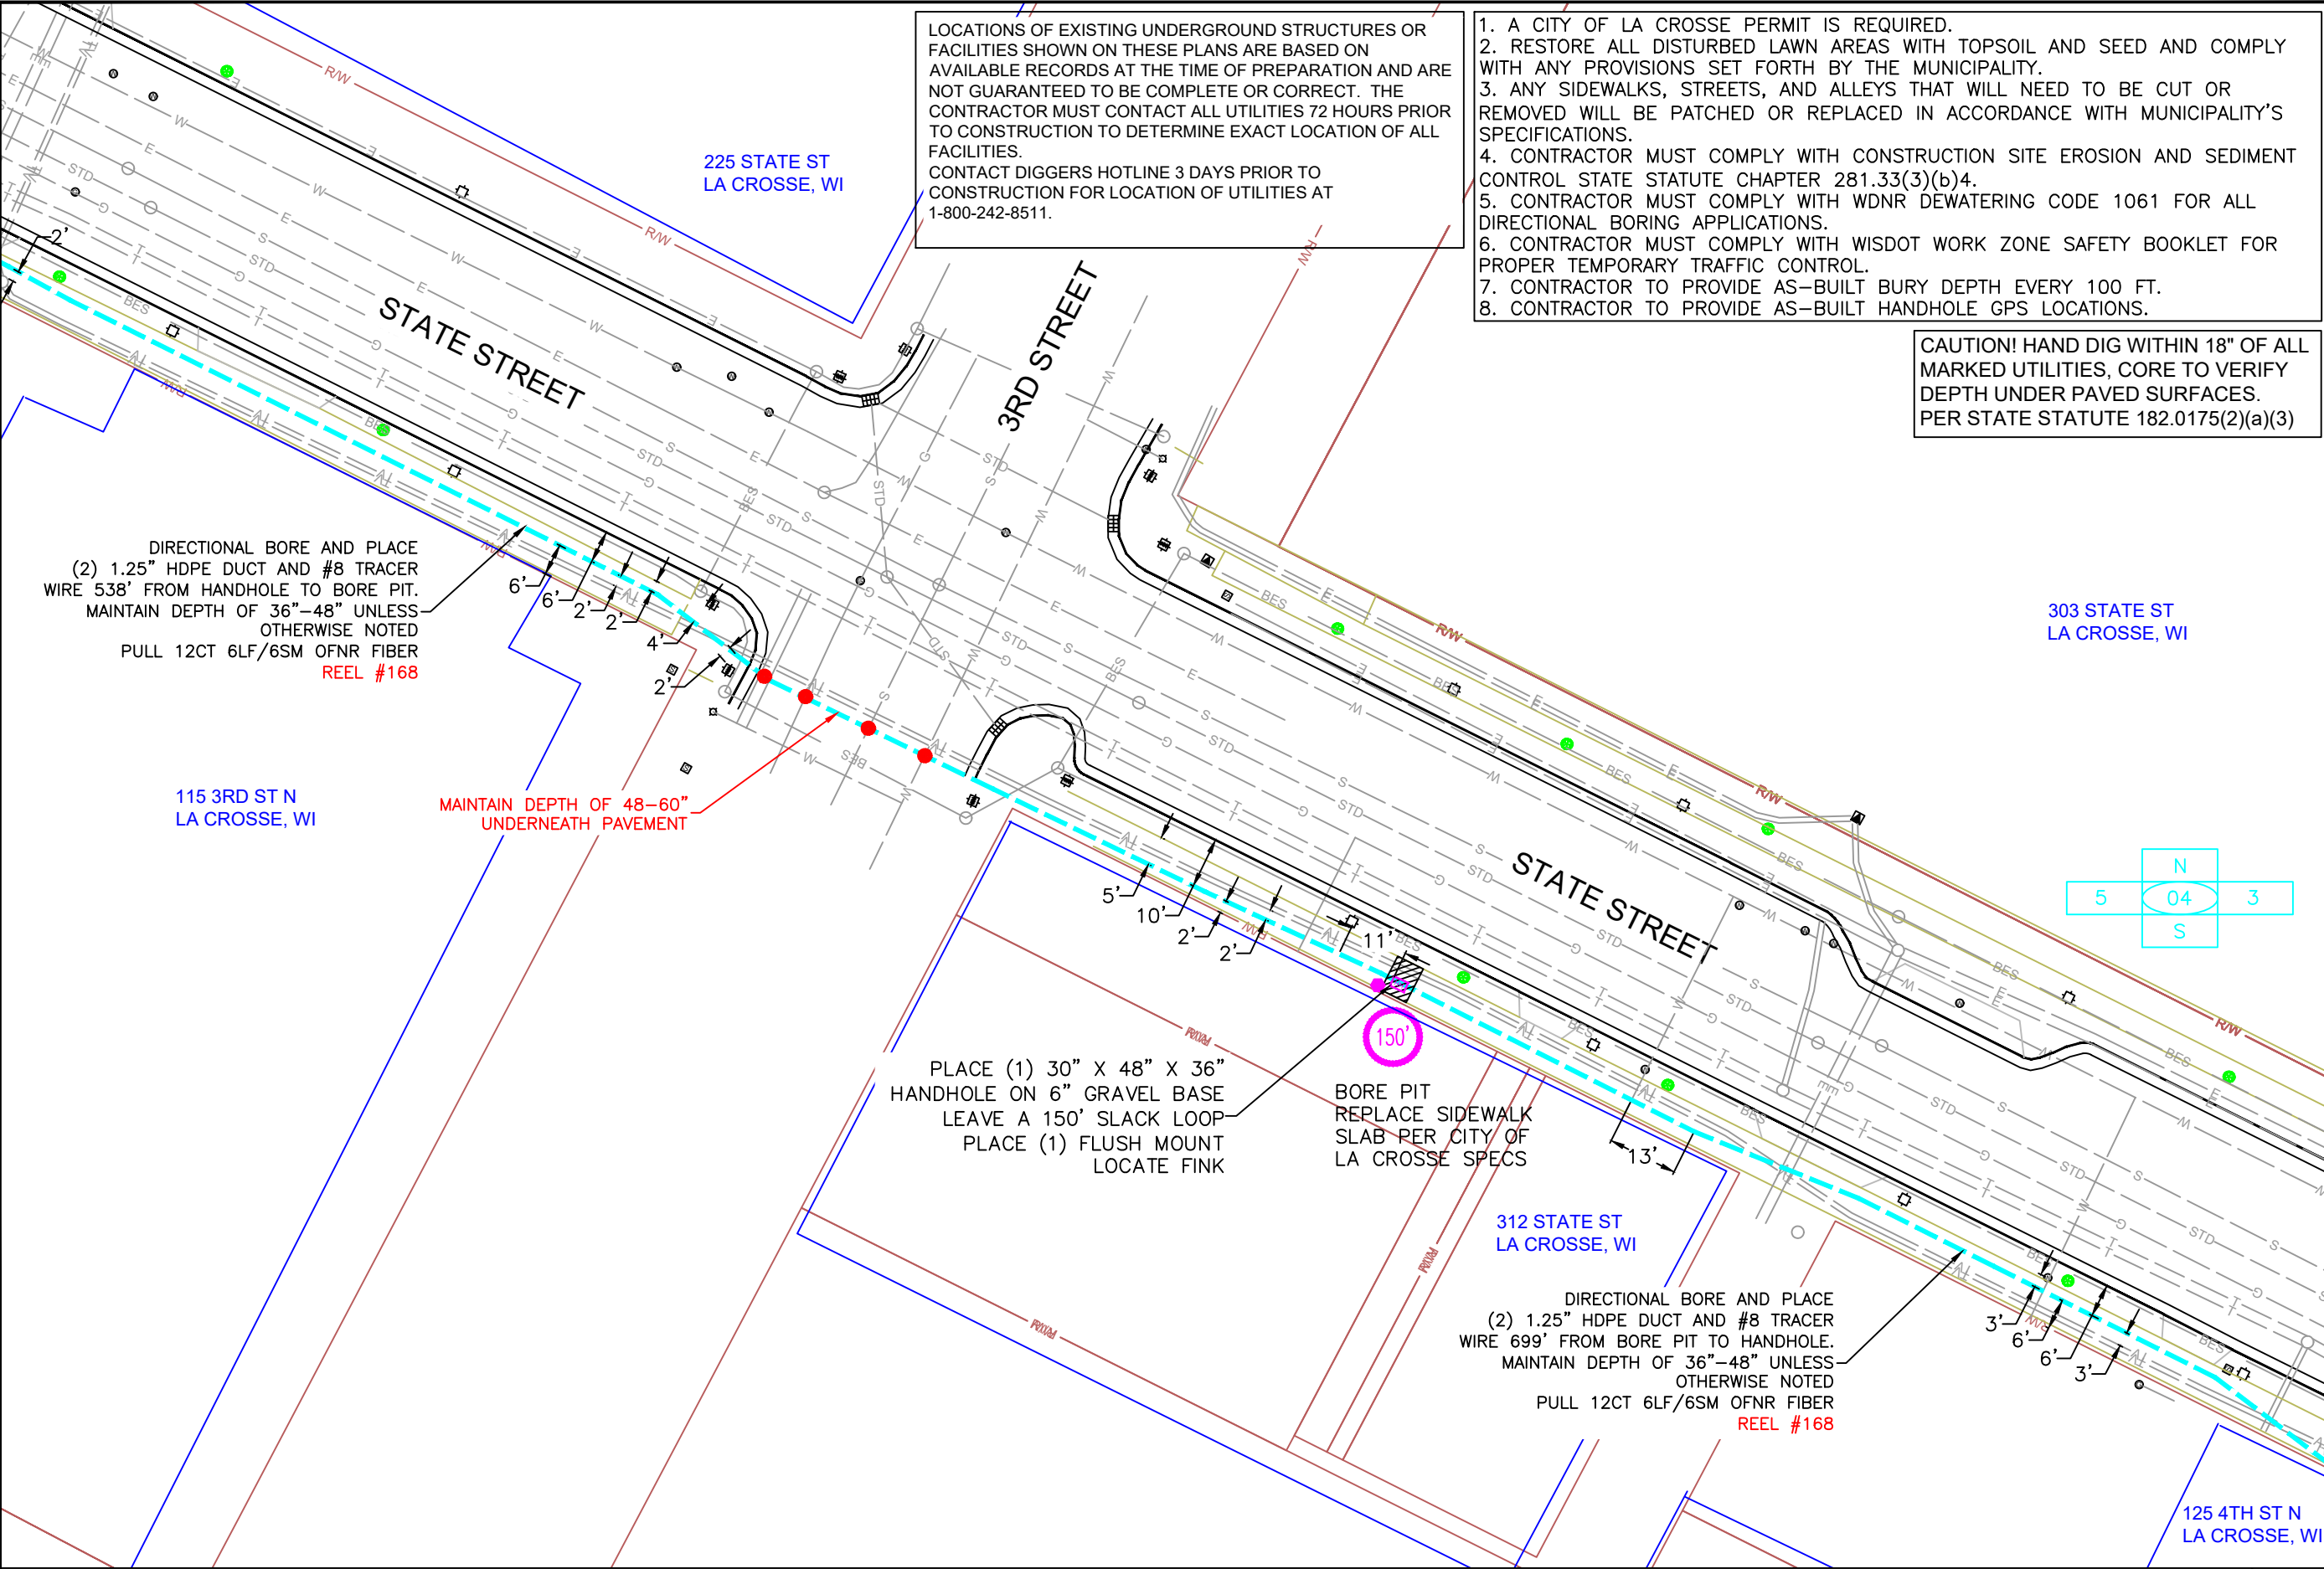 LOCATIONS OF EXISTING UNDERGROUND STRUCTURES OR
FACILITIES SHOWN ON THESE PLANS ARE BASED ON
AVAILABLE RECORDS AT THE TIME OF PREPARATION AND ARE
NOT GUARANTEED TO BE COMPLETE OR CORRECT. THE
CONTRACTOR MUST CONTACT ALL UTILITIES 72 HOURS PRIOR
TO CONSTRUCTION TO DETERMINE EXACT LOCATION OF ALL
FACILITIES.
CONTACT DIGGERS HOTLINE 3 DAYS PRIOR TO
CONSTRUCTION FOR LOCATION OF UTILITIES AT
1-800-242-8511.
1. A CITY OF LA CROSSE PERMIT IS REQUIRED.
2. RESTORE ALL DISTURBED LAWN AREAS WITH TOPSOIL AND SEED AND COMPLY
WITH ANY PROVISIONS SET FORTH BY THE MUNICIPALITY.
3. ANY SIDEWALKS, STREETS, AND ALLEYS THAT WILL NEED TO BE CUT OR
REMOVED WILL BE PATCHED OR REPLACED IN ACCORDANCE WITH MUNICIPALITY'S
SPECIFICATIONS.
4. CONTRACTOR MUST COMPLY WITH CONSTRUCTION SITE EROSION AND SEDIMENT
CONTROL STATE STATUTE CHAPTER 281.33(3)(b)4.
5. CONTRACTOR MUST COMPLY WITH WDNR DEWATERING CODE 1061 FOR ALL
DIRECTIONAL BORING APPLICATIONS.
6. CONTRACTOR MUST COMPLY WITH WISDOT WORK ZONE SAFETY BOOKLET FOR
PROPER TEMPORARY TRAFFIC CONTROL.
7. CONTRACTOR TO PROVIDE AS-BUILT BURY DEPTH EVERY 100 FT.
8. CONTRACTOR TO PROVIDE AS-BUILT HANDHOLE GPS LOCATIONS.
CAUTION! HAND DIG WITHIN 18" OF ALL
MARKED UTILITIES, CORE TO VERIFY
DEPTH UNDER PAVED SURFACES.
PER STATE STATUTE 182.0175(2)(a)(3)
225 STATE ST
LA CROSSE, WI
R/W
R/W
R/W
2'
STATE STREET
3RD STREET
DIRECTIONAL BORE AND PLACE
(2) 1.25" HDPE DUCT AND #8 TRACER
WIRE 538' FROM HANDHOLE TO BORE PIT.
MAINTAIN DEPTH OF 36"-48" UNLESS
OTHERWISE NOTED
PULL 12CT 6LF/6SM OFNR FIBER
REEL #168
6'
6'
2'
2'
4'
2'
303 STATE ST
LA CROSSE, WI
R/W
R/W
R/W
115 3RD ST N
LA CROSSE, WI
MAINTAIN DEPTH OF 48-60"
UNDERNEATH PAVEMENT
5'
10'
2'
2'
11'
STATE STREET
N
5
04
3
S
150'
PLACE (1) 30" X 48" X 36"
HANDHOLE ON 6" GRAVEL BASE
LEAVE A 150' SLACK LOOP
PLACE (1) FLUSH MOUNT
LOCATE FINK
BORE PIT
REPLACE SIDEWALK
SLAB PER CITY OF
LA CROSSE SPECS
13'
312 STATE ST
LA CROSSE, WI
DIRECTIONAL BORE AND PLACE
(2) 1.25" HDPE DUCT AND #8 TRACER
WIRE 699' FROM BORE PIT TO HANDHOLE.
MAINTAIN DEPTH OF 36"-48" UNLESS
OTHERWISE NOTED
PULL 12CT 6LF/6SM OFNR FIBER
REEL #168
3'
6'
6'
3'
125 4TH ST N
LA CROSSE, WI